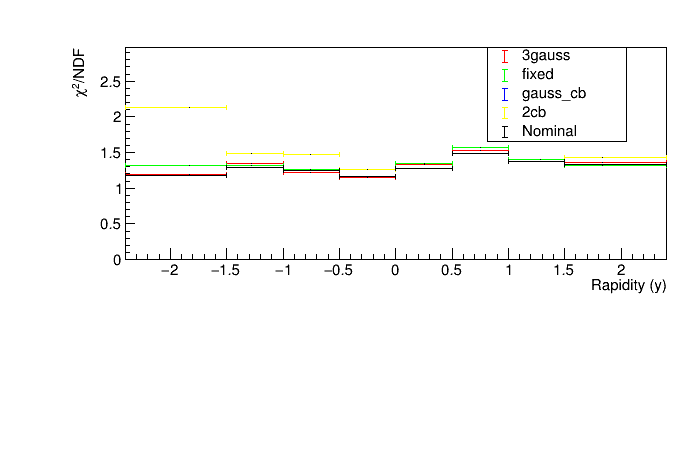 χ²/NDF
3gauss
fixed
gauss_cb
2cb
Nominal
2.5
2
1.5
1
0.5
0
−2 −1.5 −1 −0.5 0 0.5 1 1.5 2
Rapidity (y)